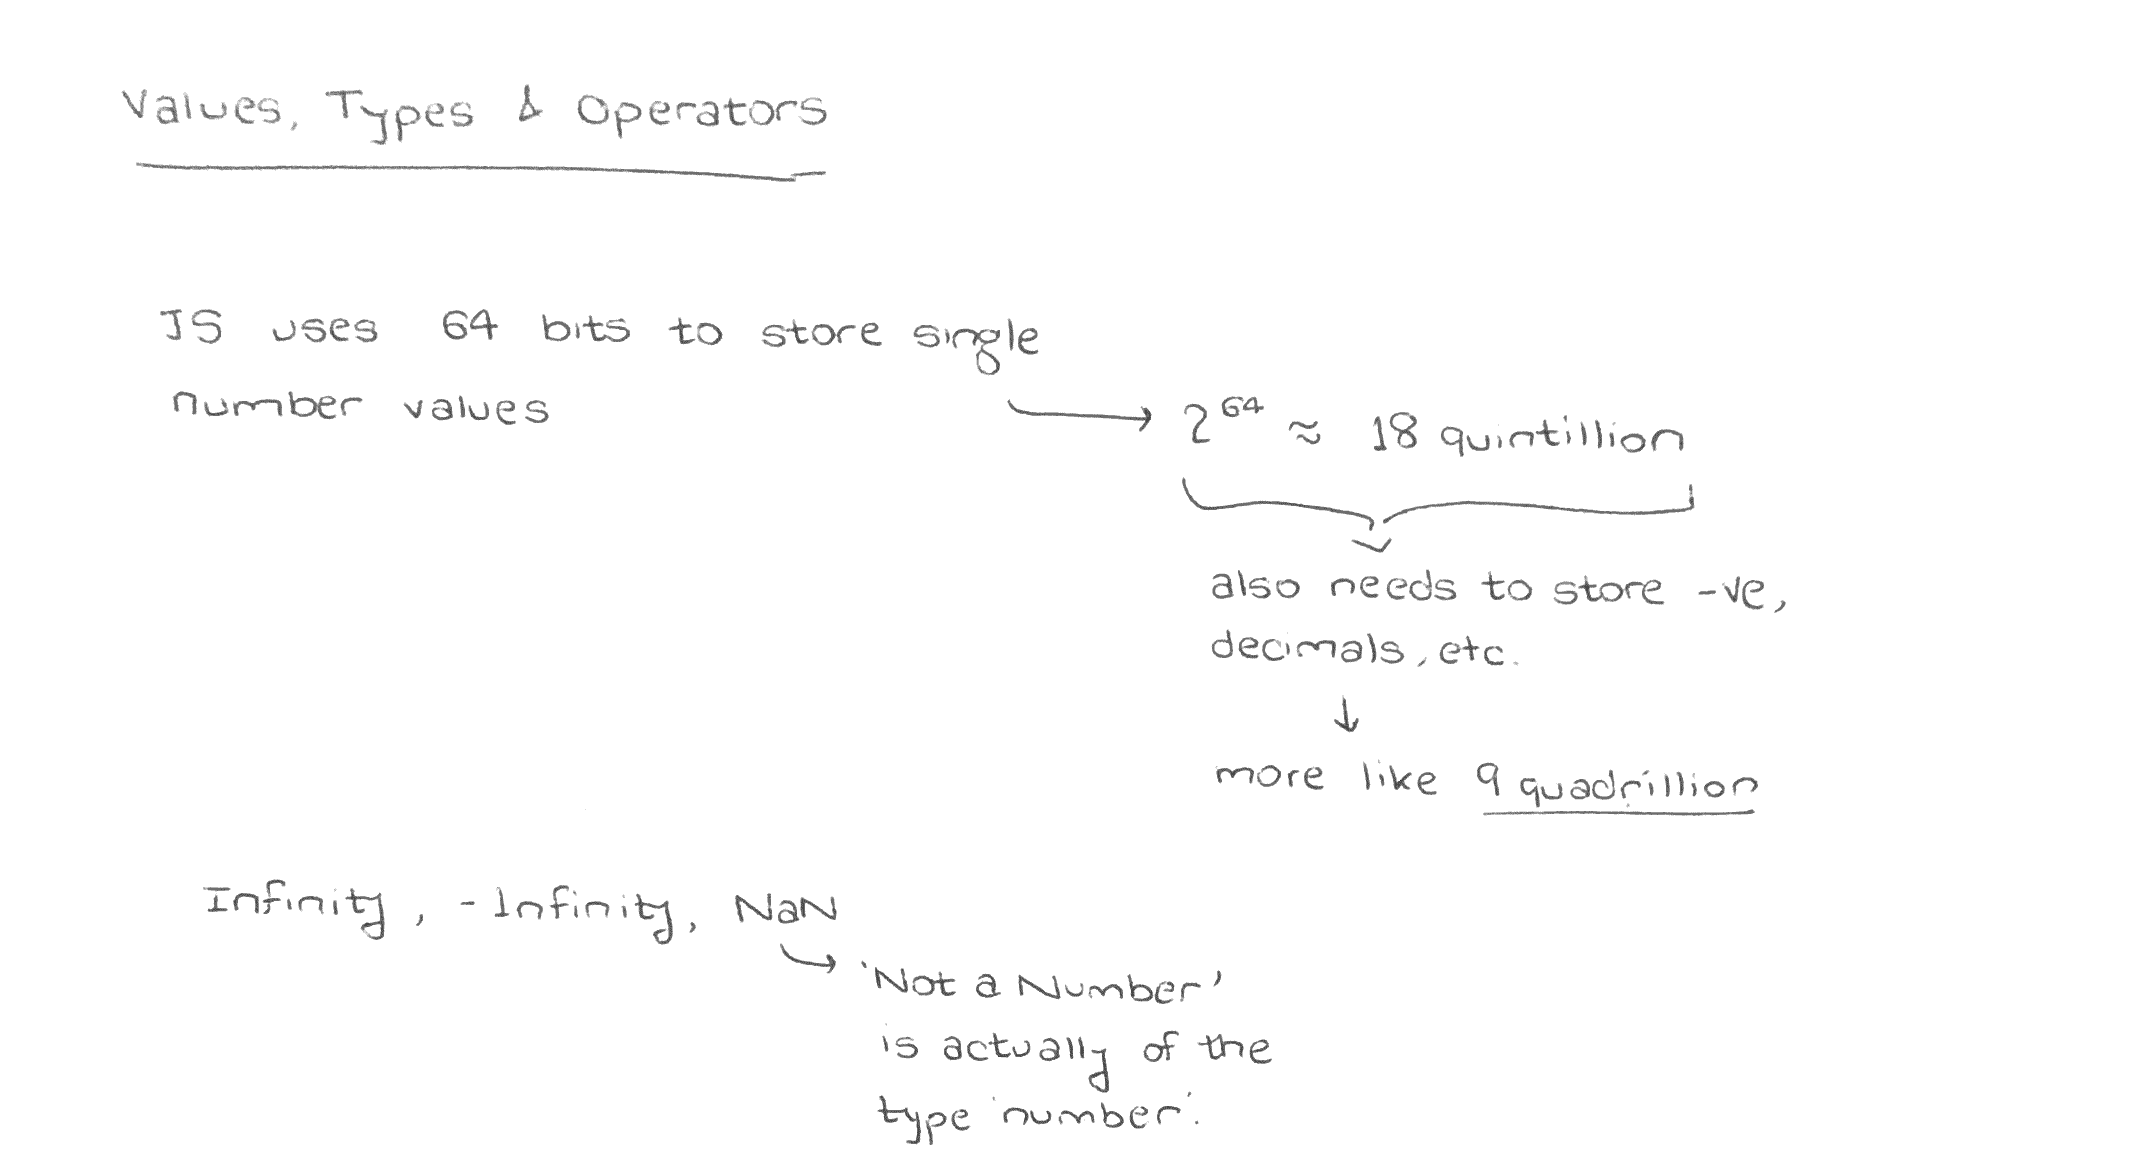 Values, Types & Operators
JS uses 64 bits to store single
number values
→ 2^64 ≈ 18 quintillion
also needs to store -ve,
decimals, etc.
↓
more like 9 quadrillion
Infinity, -Infinity, NaN
→ 'Not a Number'
is actually of the
type 'number'.